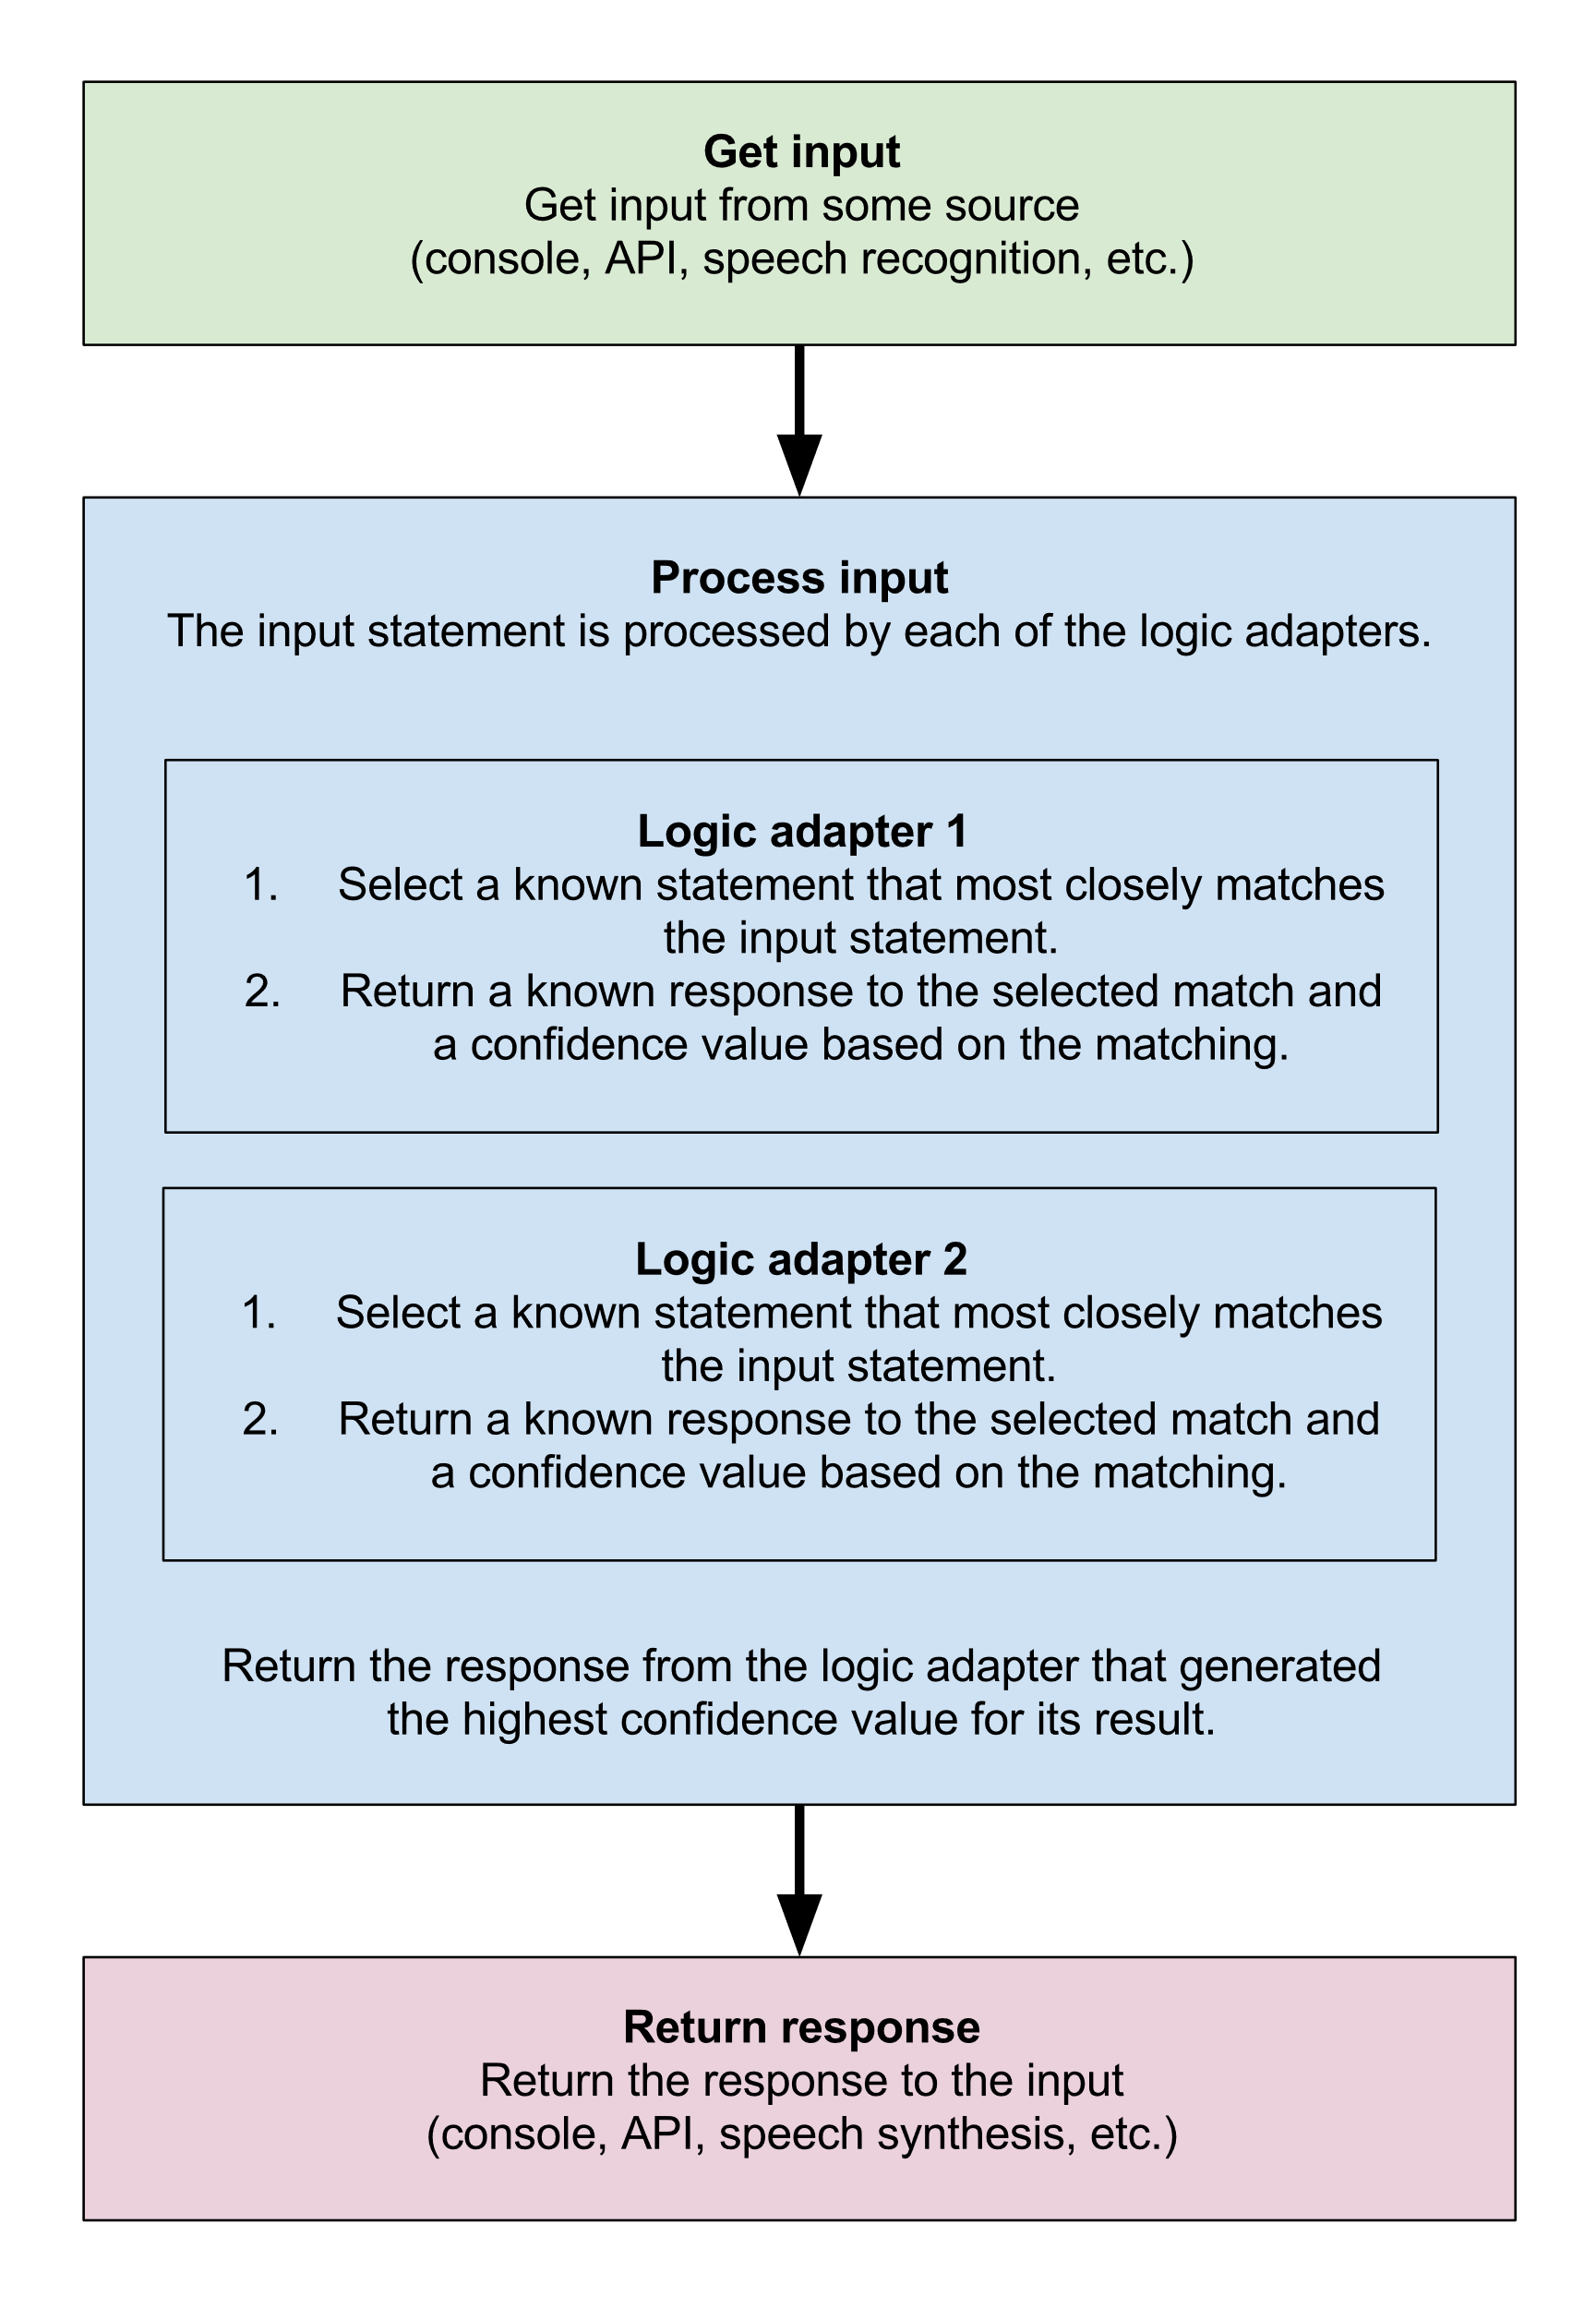 Get input
Get input from some source
(console, API, speech recognition, etc.)
Process input
The input statement is processed by each of the logic adapters.
Logic adapter 1
1. Select a known statement that most closely matches
the input statement.
2. Return a known response to the selected match and
a confidence value based on the matching.
Logic adapter 2
1. Select a known statement that most closely matches
the input statement.
2. Return a known response to the selected match and
a confidence value based on the matching.
Return the response from the logic adapter that generated
the highest confidence value for its result.
Return response
Return the response to the input
(console, API, speech synthesis, etc.)